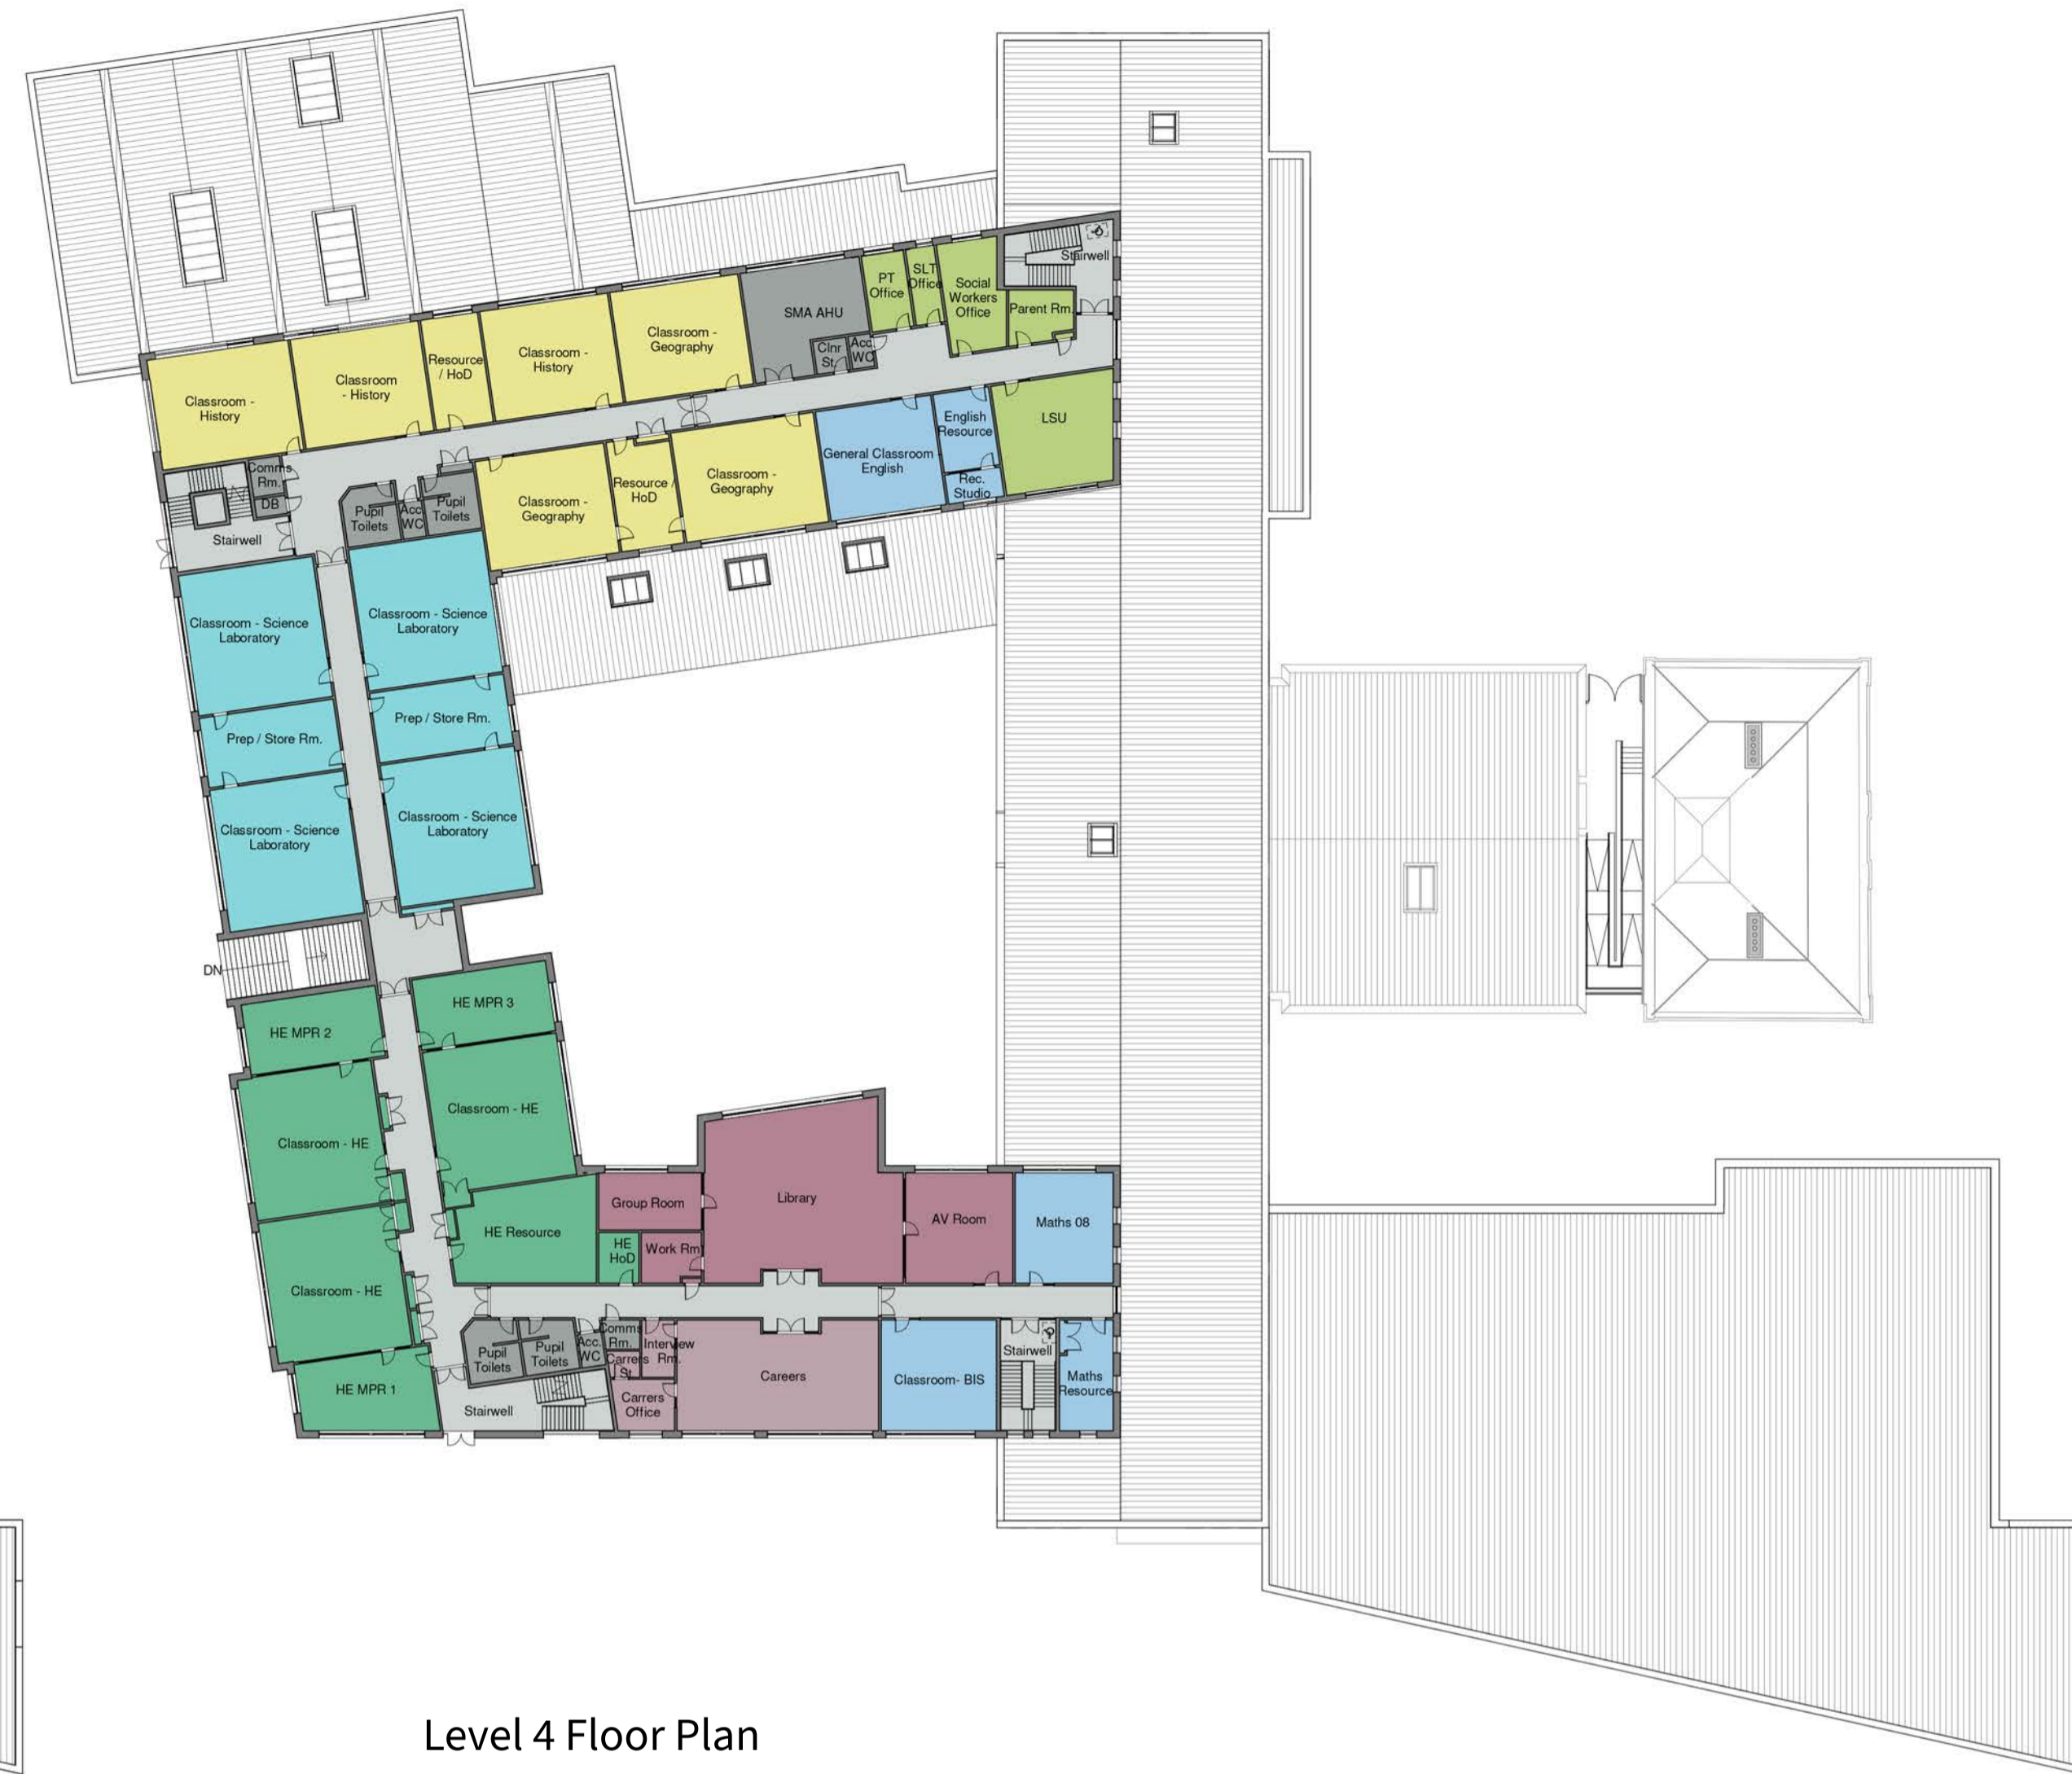 Stairwell
PT
Office
SLT
Office
Social
Workers
Office
Parent Rm.
SMA AHU
Clnr
St.
Acc.
WC
Classroom -
Geography
Classroom -
History
Resource
/ HoD
Classroom
- History
Classroom -
History
LSU
English
Resource
Rec.
Studio
General Classroom
English
Classroom -
Geography
Resource /
HoD
Classroom -
Geography
Comms
Rm.
DB
Pupil
Toilets
Acc.
WC
Pupil
Toilets
Stairwell
Classroom - Science
Laboratory
Classroom - Science
Laboratory
Prep / Store Rm.
Prep / Store Rm.
Classroom - Science
Laboratory
Classroom - Science
Laboratory
DN
HE MPR 3
HE MPR 2
Classroom - HE
Classroom - HE
Group Room
Library
AV Room
Maths 08
HE Resource
HE
HoD
Work Rm
Classroom - HE
Pupil
Toilets
Pupil
Toilets
Acc.
WC
Comms
Rm.
Interview
Rm.
Carrers
St.
Carrers
Office
Careers
Classroom- BIS
Stairwell
Maths
Resource
HE MPR 1
Stairwell
Level 4 Floor Plan